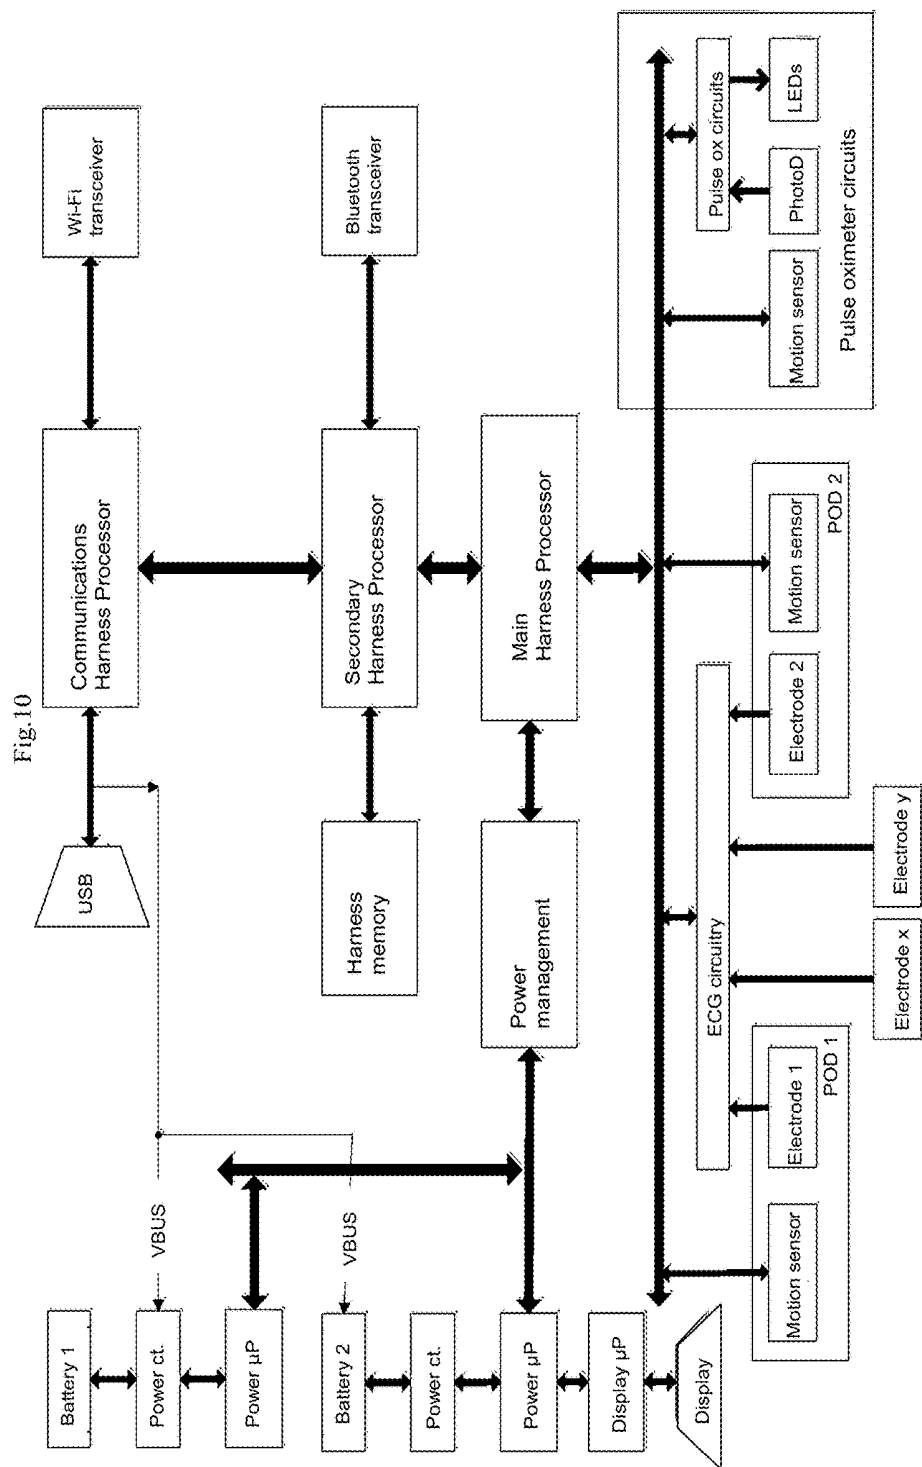 Fig.10
Battery 1
Power ct.
Power µP
VBUS
USB
Communications
Harness Processor
Wi-Fi
transceiver
Battery 2
Power ct.
Power µP
Display µP
Display
VBUS
Harness
memory
Secondary
Harness Processor
Bluetooth
transceiver
Power
management
Main
Harness Processor
ECG circuitry
Motion sensor
Electrode 1
POD 1
Electrode x
Electrode y
Electrode 2
Motion sensor
POD 2
Pulse ox circuits
Motion sensor
PhotoD
LEDs
Pulse oximeter circuits